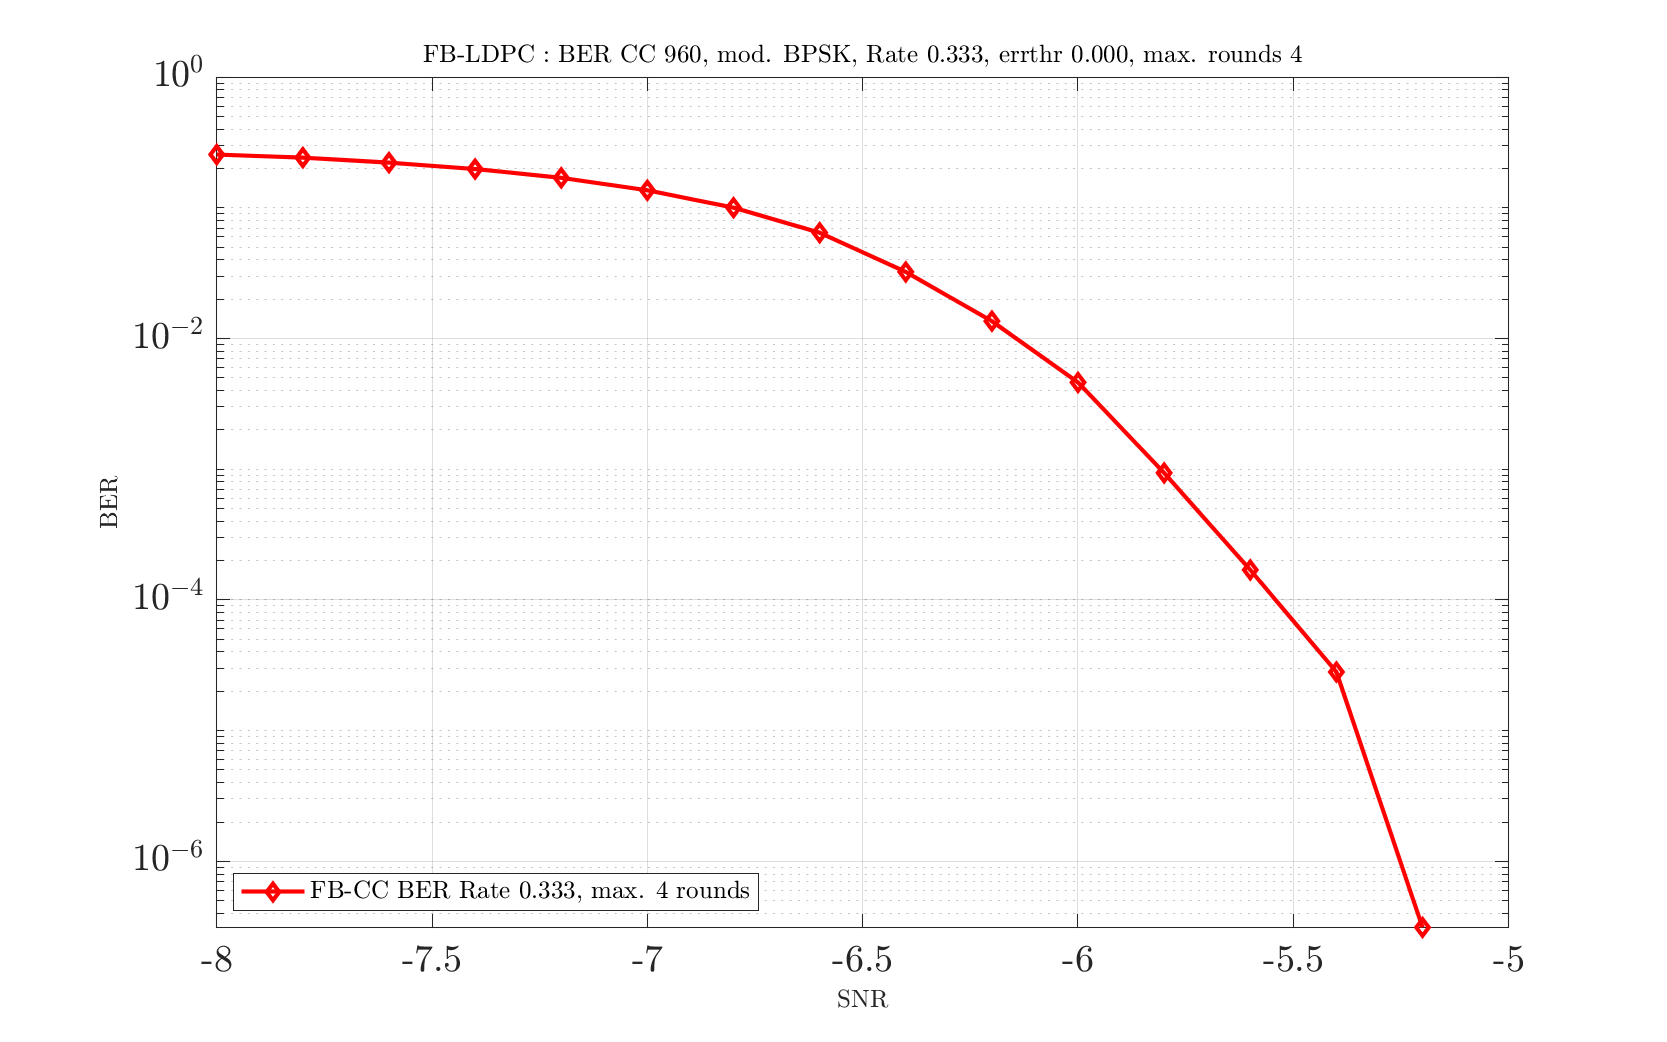 FB-LDPC : BER CC 960, mod. BPSK, Rate 0.333, errthr 0.000, max. rounds 4
10^0
10^-2
10^-4
10^-6
BER
FB-CC BER Rate 0.333, max. 4 rounds
-8 -7.5 -7 -6.5 -6 -5.5 -5
SNR